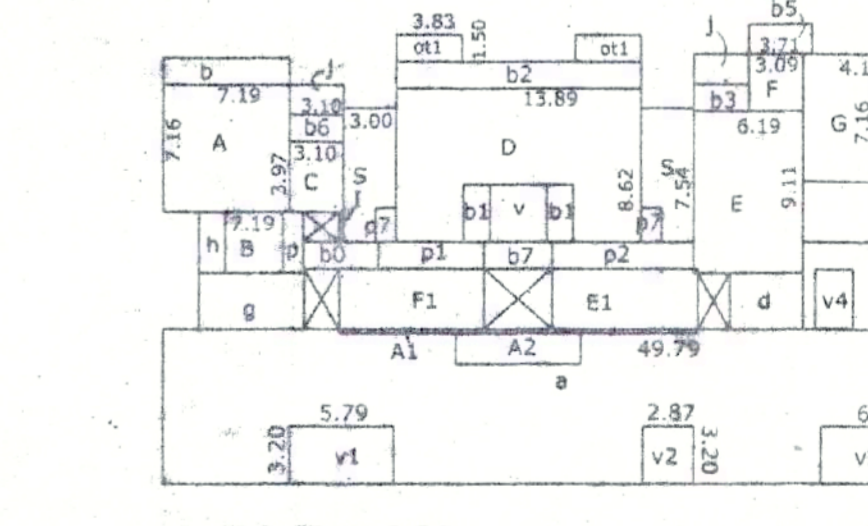 b5
3.83
j
ot1
1.50
ot1
3.71
b
j
b2
3.09
4.1
7.19
3.10
13.89
b3
F
b6
3.00
6.19
G
7.16
7.16
A
3.10
D
3.97
C
S
8.62
S
7.54
E
9.11
b1
v
b1
7.19
p7
p7
h
B
p
b0
p1
b7
p2
g
F1
E1
d
v4
A1
A2
49.79
a
5.79
2.87
6
3.20
v1
v2
3.20
v